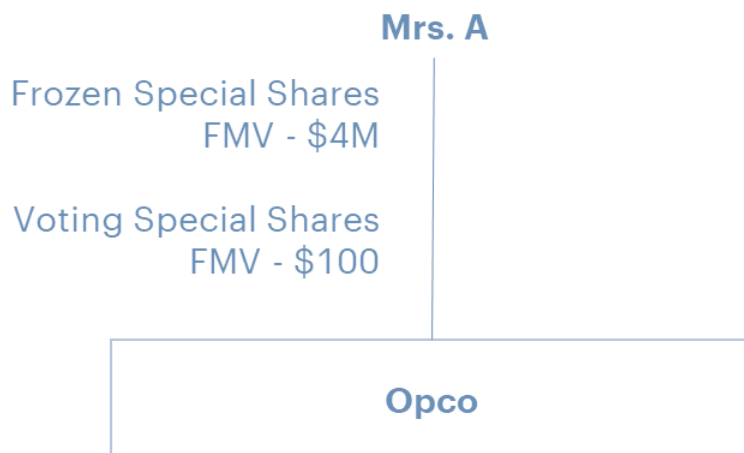 Mrs. A
Frozen Special Shares
FMV - $4M
Voting Special Shares
FMV - $100
Opco